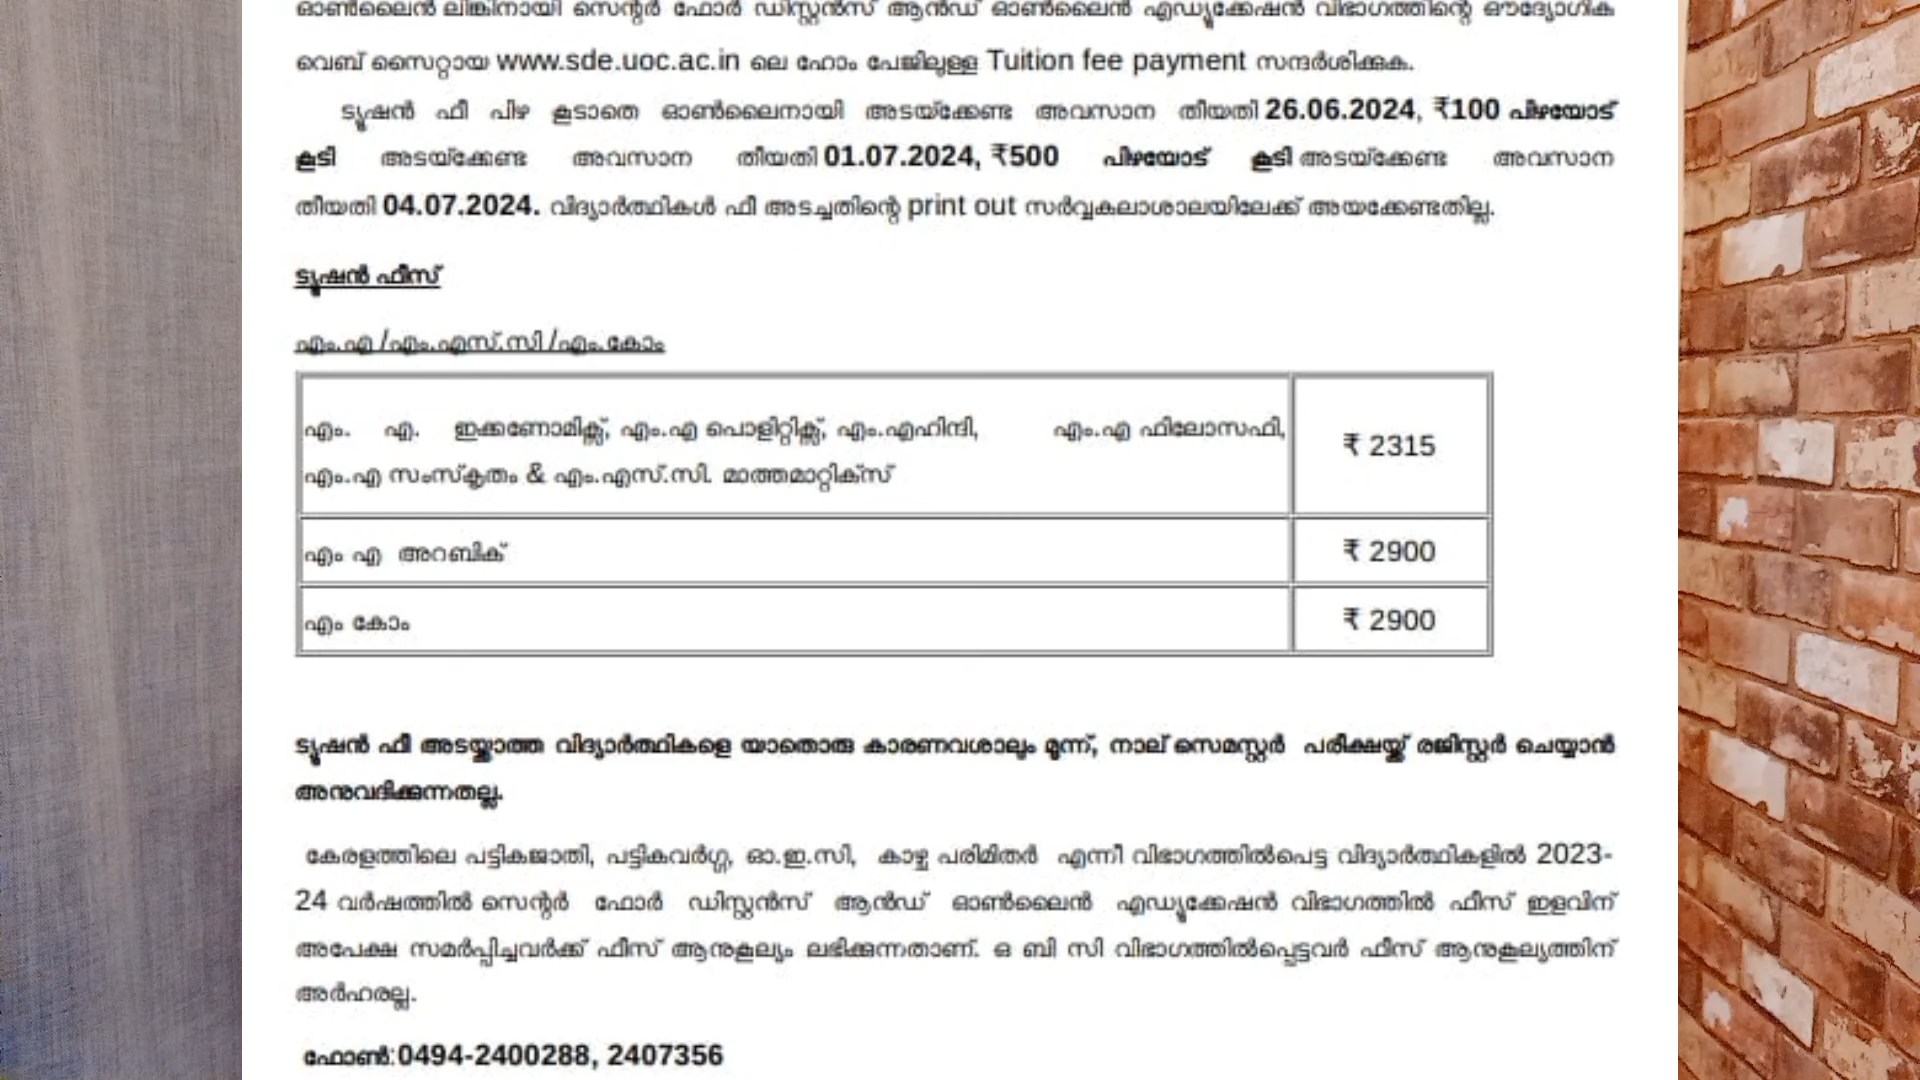 ഓൺലൈൻ ലിങ്കിനായി സെന്റർ ഫോർ ഡിസ്റ്റൻസ് ആൻഡ് ഓൺലൈൻ എഡ്യൂക്കേഷൻ വിഭാഗത്തിന്റെ ഔദ്യോഗിക
വെബ് സൈറ്റായ www.sde.uoc.ac.in ലെ ഹോം പേജിലുള്ള Tuition fee payment സന്ദർശിക്കുക.
ട്യൂഷൻ ഫീ പിഴ കൂടാതെ ഓൺലൈനായി അടയ്ക്കേണ്ട അവസാന തീയതി 26.06.2024, ₹100 പിഴയോട്
കൂടി അടയ്ക്കേണ്ട അവസാന തീയതി 01.07.2024, ₹500 പിഴയോട് കൂടി അടയ്ക്കേണ്ട അവസാന
തീയതി 04.07.2024. വിദ്യാർത്ഥികൾ ഫീ അടച്ചതിന്റെ print out സർവ്വകലാശാലയിലേക്ക് അയക്കേണ്ടതില്ല.
ട്യൂഷൻ ഫീസ്
എം.എ /എം.എസ്.സി /എം.കോം
എം. എ. ഇക്കണോമിക്സ്, എം.എ പൊളിറ്റിക്സ്, എം.എഹിന്ദി, എം.എ ഫിലോസഫി,
എം.എ സംസ്കൃതം & എം.എസ്.സി. മാത്തമാറ്റിക്സ്
₹ 2315
എം എ അറബിക്
₹ 2900
എം കോം
₹ 2900
ട്യൂഷൻ ഫീ അടയ്ക്കാത്ത വിദ്യാർത്ഥികളെ യാതൊരു കാരണവശാലും മൂന്ന്, നാല് സെമസ്റ്റർ പരീക്ഷയ്ക്ക് രജിസ്റ്റർ ചെയ്യാൻ
അനുവദിക്കുന്നതല്ല.
കേരളത്തിലെ പട്ടികജാതി, പട്ടികവർഗ്ഗ, ഓ.ഇ.സി, കാഴ്ച പരിമിതർ എന്നീ വിഭാഗത്തിൽപെട്ട വിദ്യാർത്ഥികളിൽ 2023-
24 വർഷത്തിൽ സെന്റർ ഫോർ ഡിസ്റ്റൻസ് ആൻഡ് ഓൺലൈൻ എഡ്യൂക്കേഷൻ വിഭാഗത്തിൽ ഫീസ് ഇളവിന്
അപേക്ഷ സമർപ്പിച്ചവർക്ക് ഫീസ് ആനുകൂല്യം ലഭിക്കുന്നതാണ്. ഒ ബി സി വിഭാഗത്തിൽപ്പെട്ടവർ ഫീസ് ആനുകൂല്യത്തിന്
അർഹരല്ല.
ഫോൺ:0494-2400288, 2407356